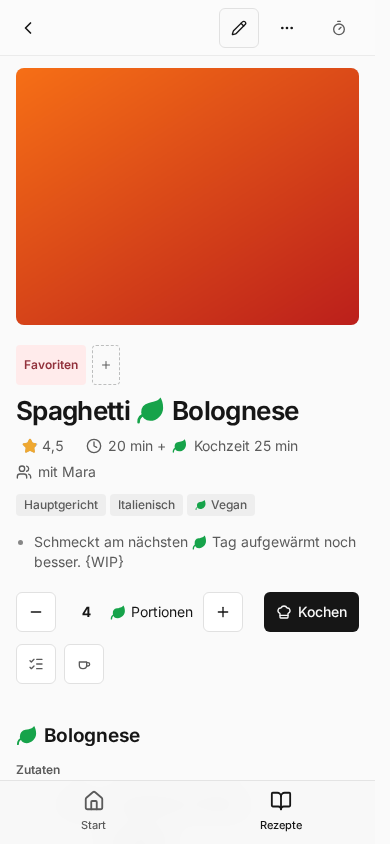 Favoriten
Spaghetti Bolognese
4,5 20 min + Kochzeit 25 min
mit Mara
Hauptgericht Italienisch Vegan
Schmeckt am nächsten Tag aufgewärmt noch
besser. {WIP}
4 Portionen Kochen
Bolognese
Zutaten
Start Rezepte